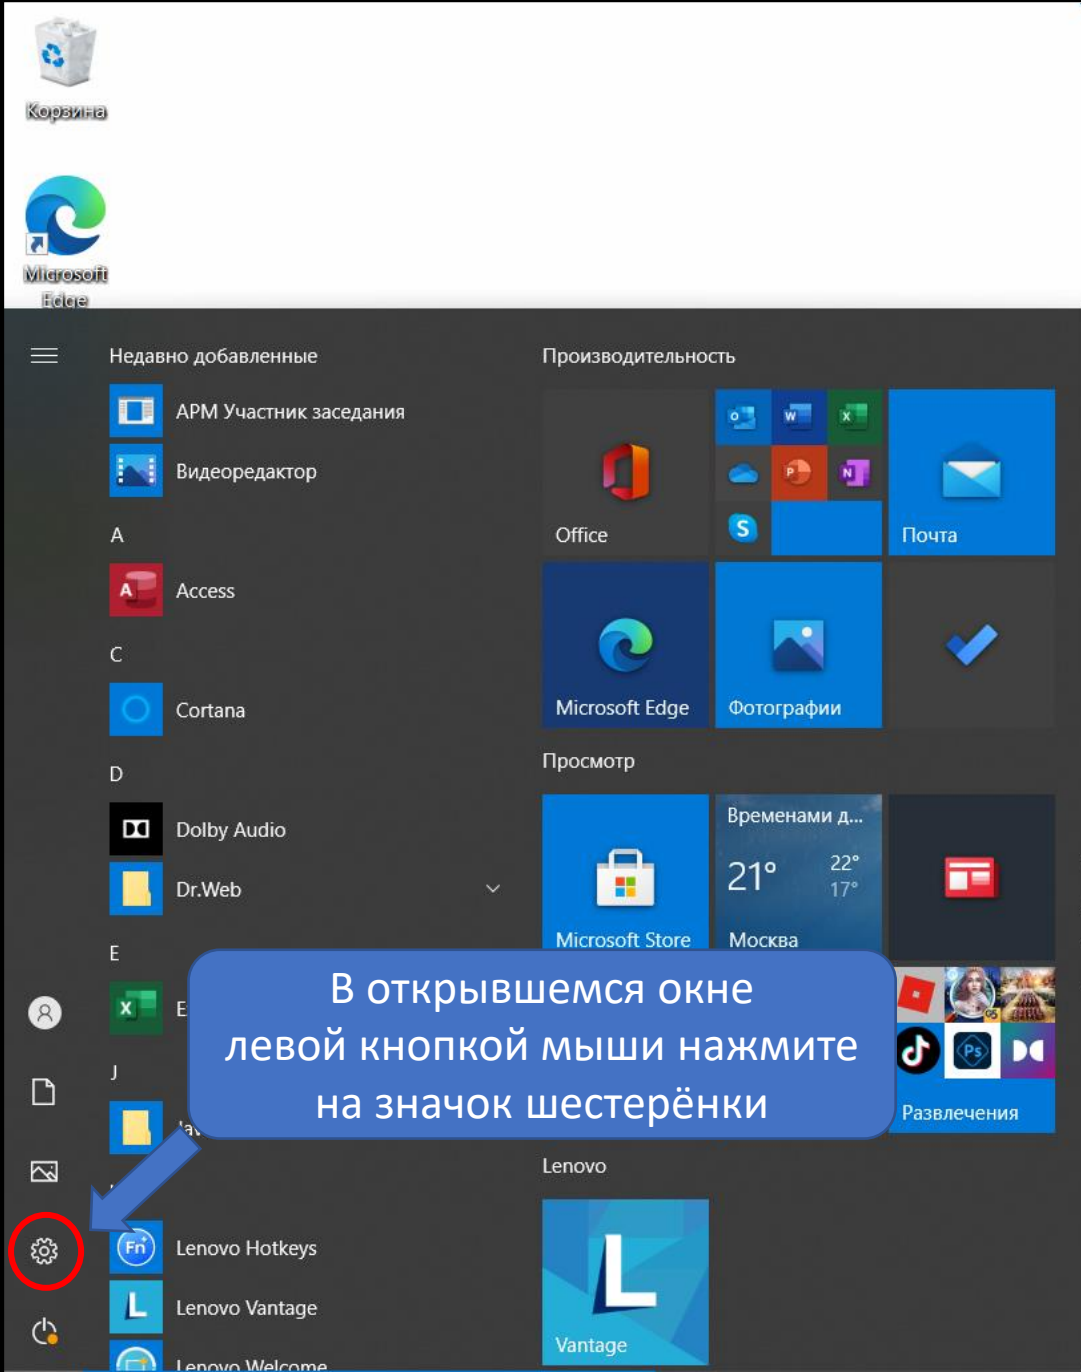 Корзина
Microsoft
Edge
Недавно добавленные
АРМ Участник заседания
Видеоредактор
A
Access
C
Cortana
D
Dolby Audio
Dr.Web
E
J
Lenovo Hotkeys
Lenovo Vantage
Lenovo Welcome
Производительность
Office
Почта
Microsoft Edge
Фотографии
Просмотр
Microsoft Store
Временами д...
21°
22°
17°
Москва
Развлечения
Lenovo
Vantage
В открывшемся окне
левой кнопкой мыши нажмите
на значок шестерёнки